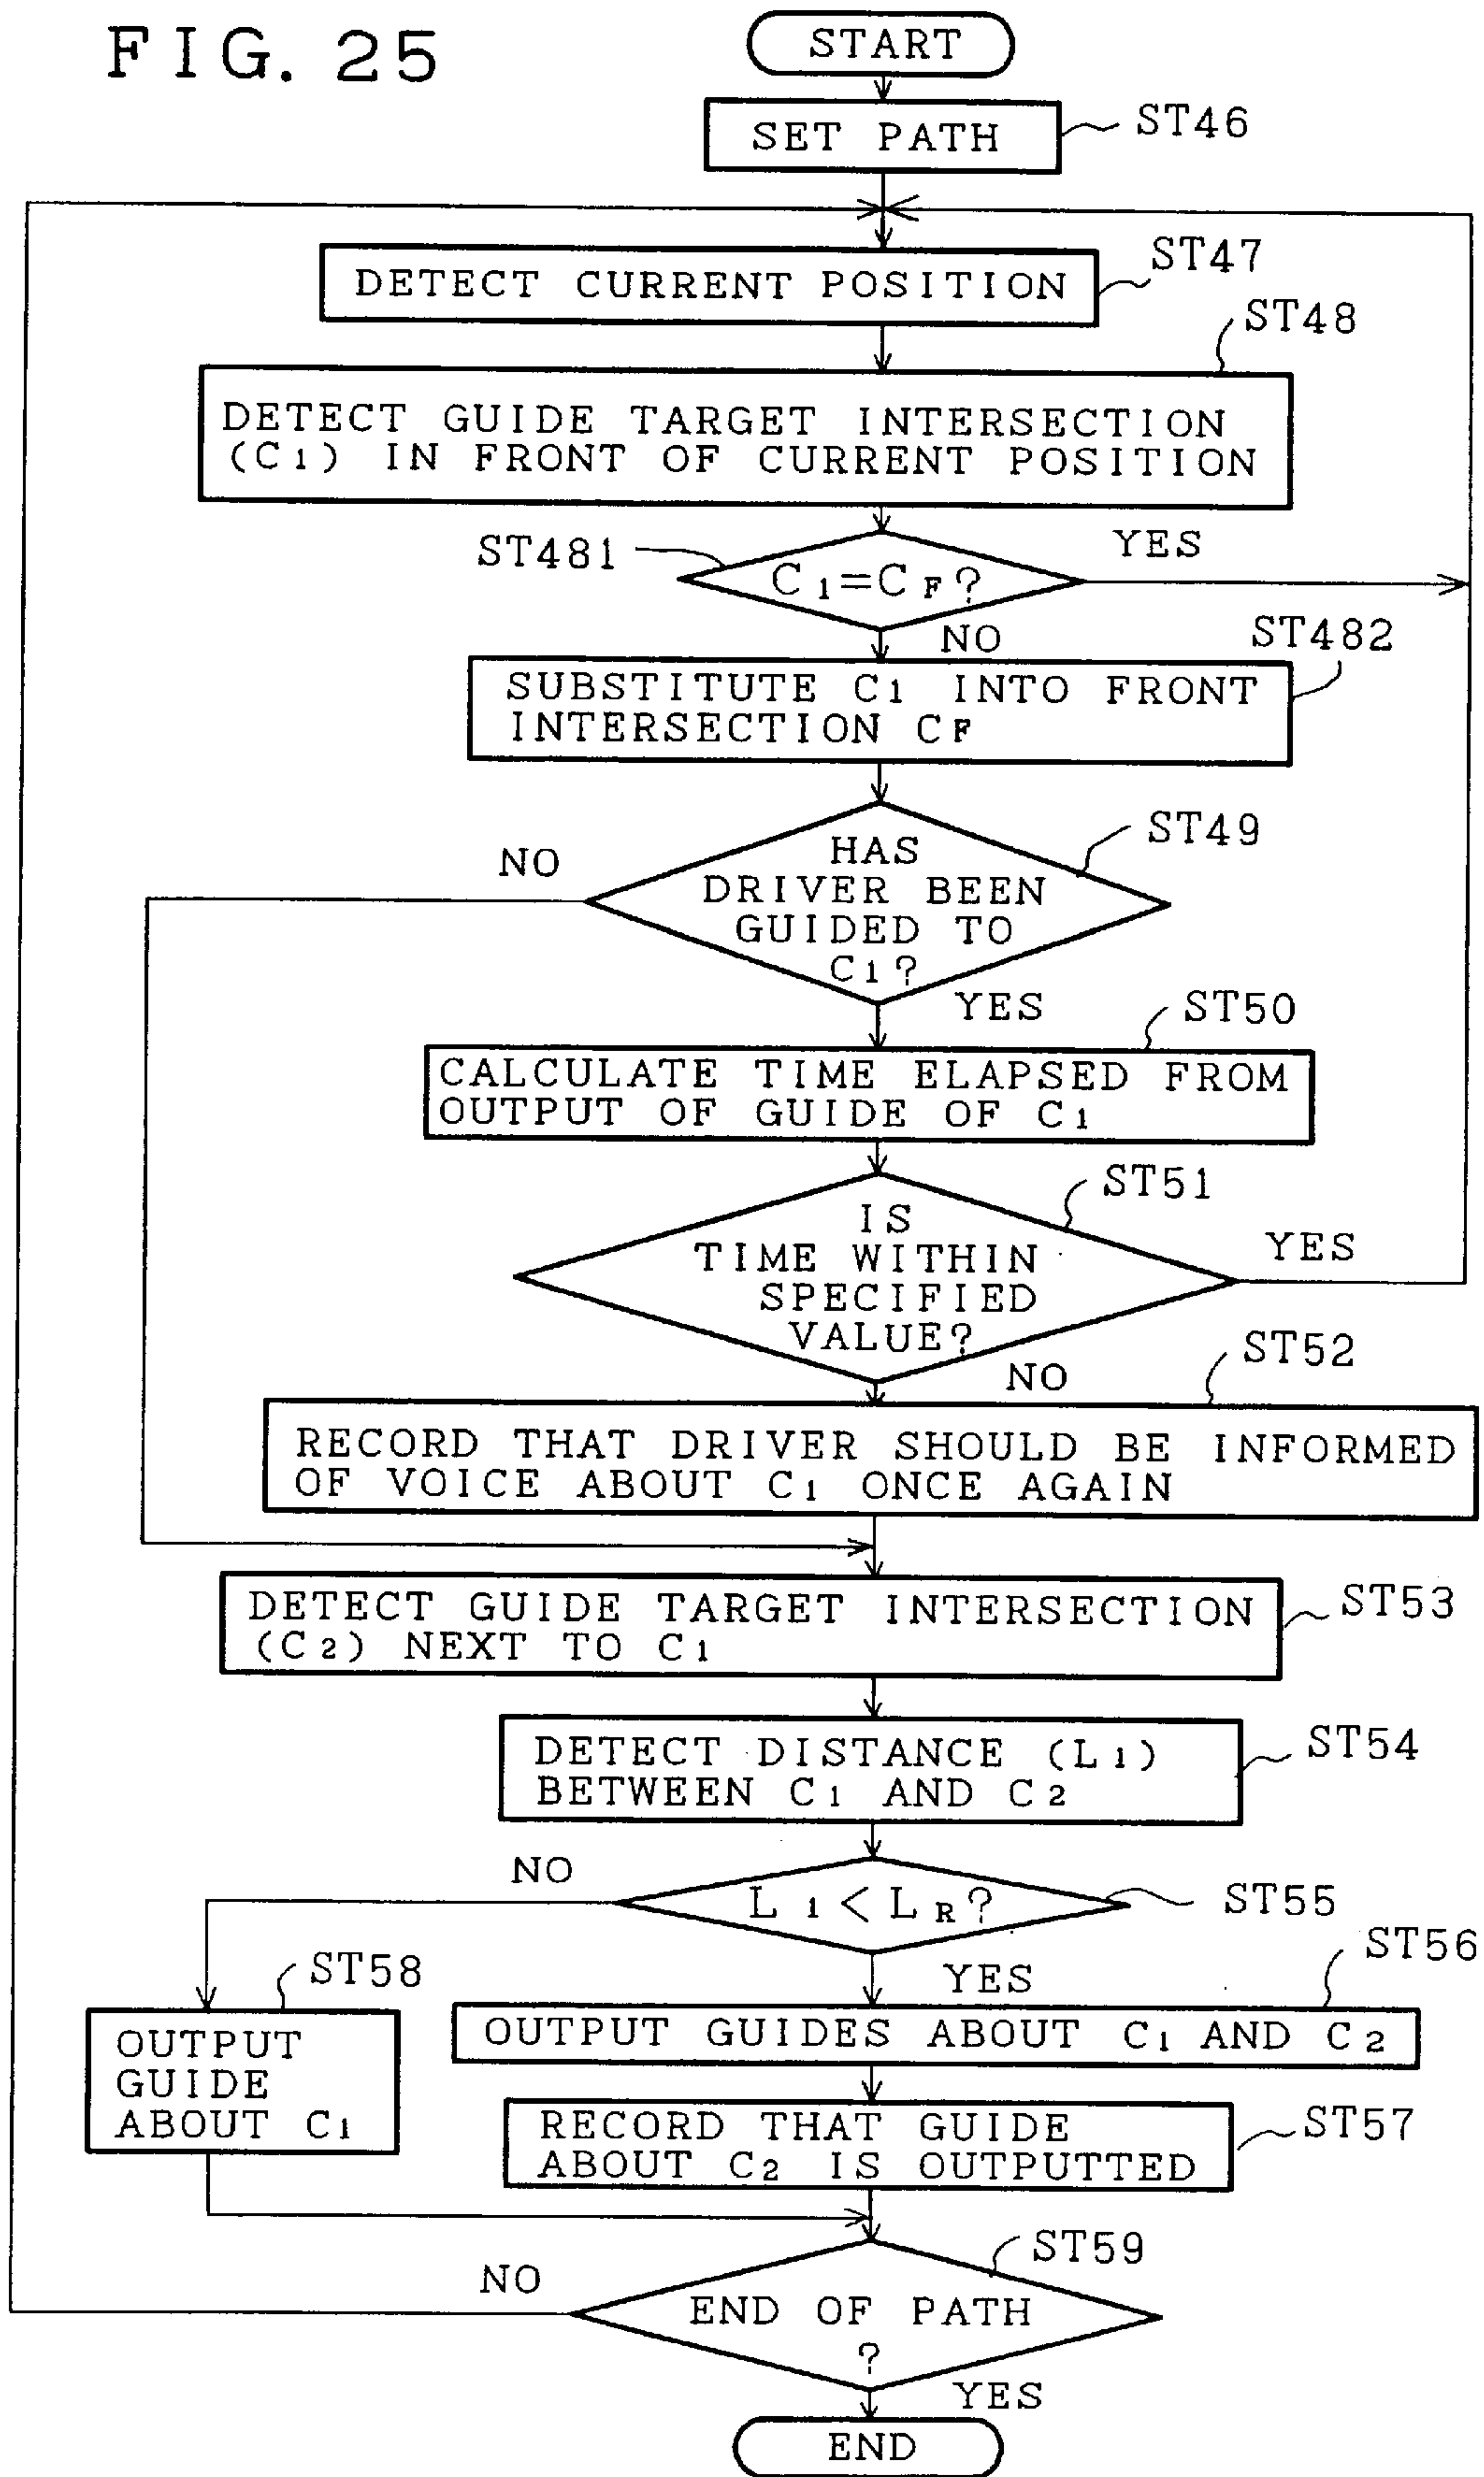 FIG. 25
START
SET PATH
ST46
DETECT CURRENT POSITION
ST47
ST48
DETECT GUIDE TARGET INTERSECTION
(C1) IN FRONT OF CURRENT POSITION
ST481
C1=CF?
YES
NO
ST482
SUBSTITUTE C1 INTO FRONT
INTERSECTION CF
ST49
NO
HAS
DRIVER BEEN
GUIDED TO
C1?
YES
ST50
CALCULATE TIME ELAPSED FROM
OUTPUT OF GUIDE OF C1
ST51
IS
TIME WITHIN
SPECIFIED
VALUE?
YES
NO
ST52
RECORD THAT DRIVER SHOULD BE INFORMED
OF VOICE ABOUT C1 ONCE AGAIN
DETECT GUIDE TARGET INTERSECTION
(C2) NEXT TO C1
ST53
DETECT DISTANCE (L1)
BETWEEN C1 AND C2
ST54
NO
L1<LR?
ST55
YES
ST56
ST58
OUTPUT
GUIDE
ABOUT C1
OUTPUT GUIDES ABOUT C1 AND C2
RECORD THAT GUIDE
ABOUT C2 IS OUTPUTTED
ST57
ST59
NO
END OF PATH
?
YES
END